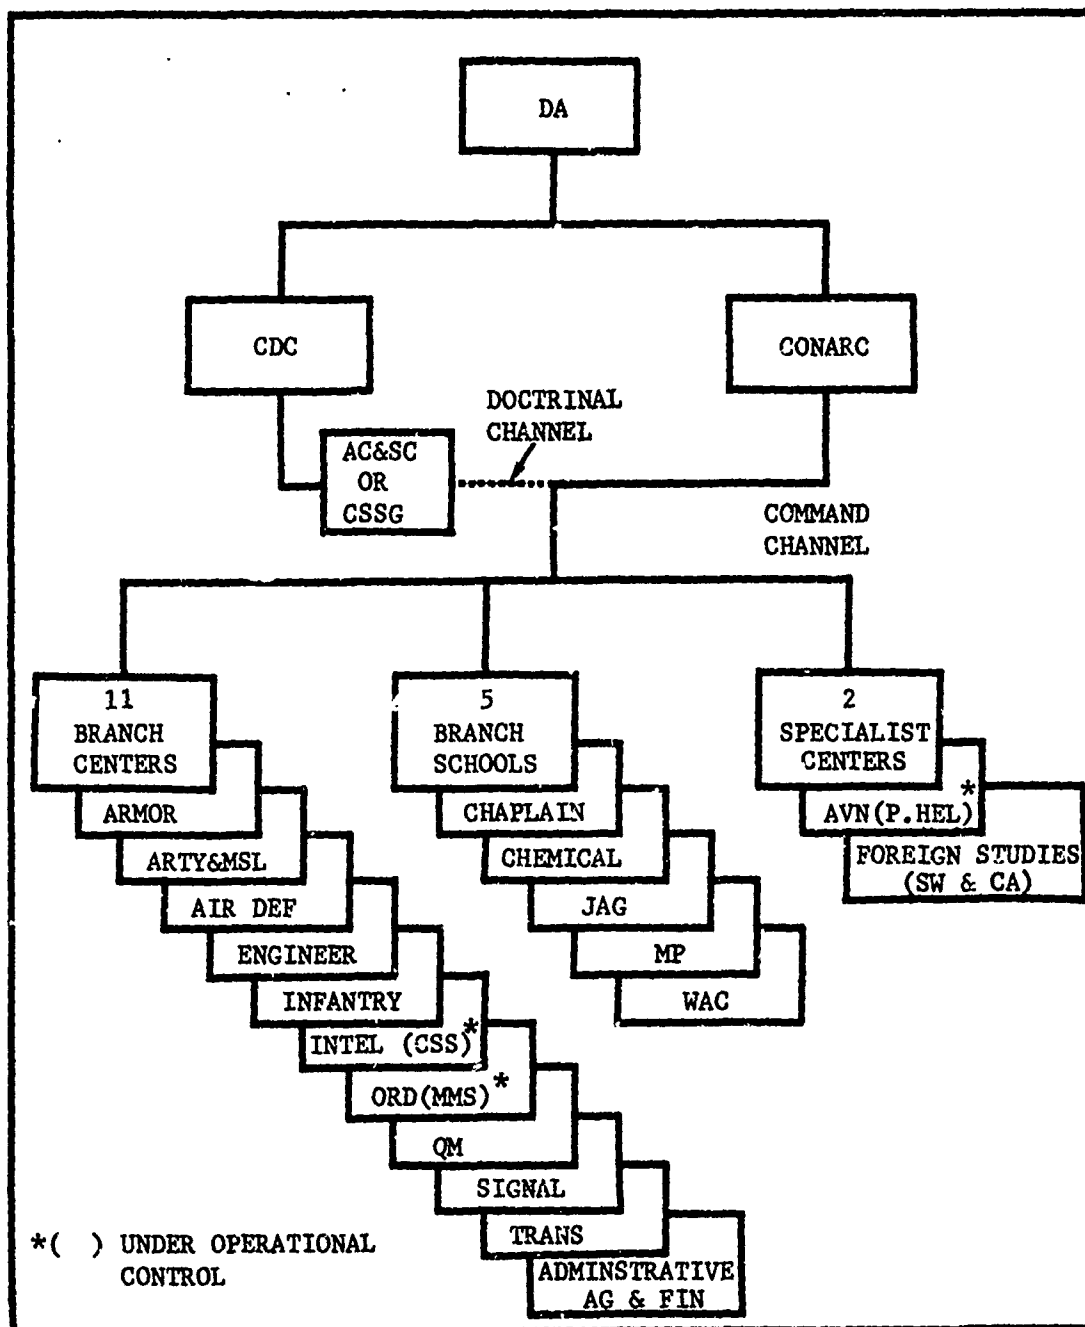 DA
CDC
CONARC
DOCTRINAL
CHANNEL
AC&SC
OR
CSSG
COMMAND
CHANNEL
11
BRANCH
CENTERS
ARMOR
ARTY&MSL
AIR DEF
ENGINEER
INFANTRY
INTEL (CSS)*
ORD(MMS)*
QM
SIGNAL
TRANS
ADMINSTRATIVE
AG & FIN
5
BRANCH
SCHOOLS
CHAPLAIN
CHEMICAL
JAG
MP
WAC
2
SPECIALIST
CENTERS
AVN(P.HEL)*
FOREIGN STUDIES
(SW & CA)
*( ) UNDER OPERATIONAL
CONTROL